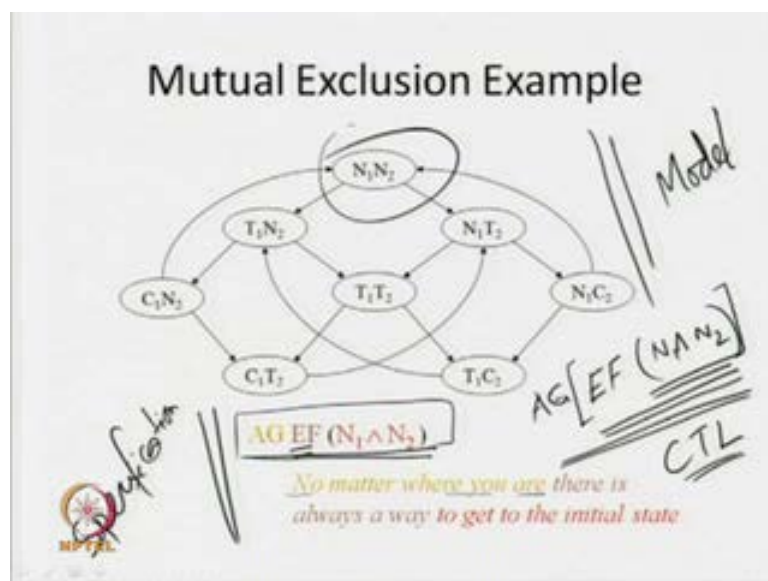 Mutual Exclusion Example
N₁N₂
Model
T₁N₂
N₁T₂
C₁N₂
T₁T₂
N₁C₂
C₁T₂
T₁C₂
AG[EF (N∧N₂)]
CTL
AG EF (N₁ ∧ N₂)
No matter where you are there is
always a way to get to the initial state
NPTEL